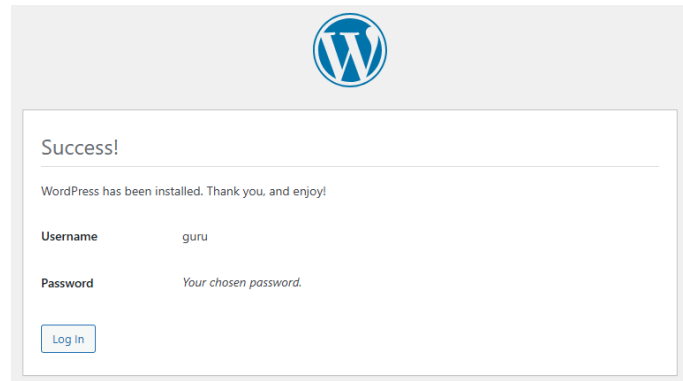 Success!
WordPress has been installed. Thank you, and enjoy!
Username guru
Password Your chosen password.
Log In